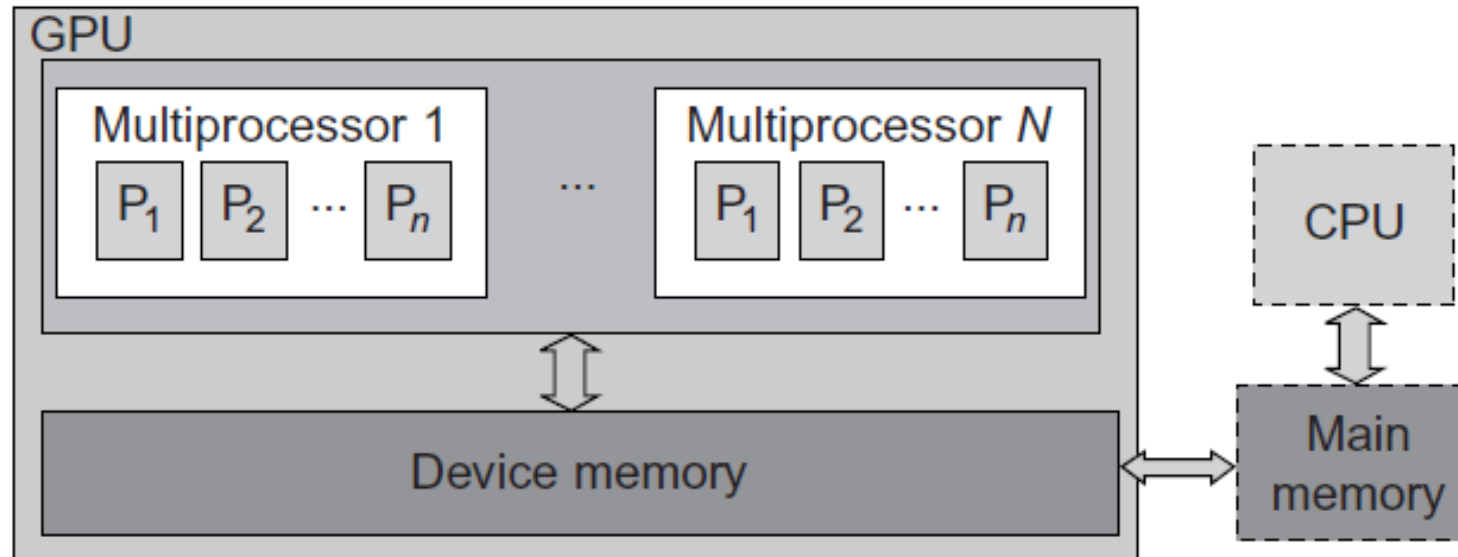 GPU
Multiprocessor 1
P1 P2 ... Pn
...
Multiprocessor N
P1 P2 ... Pn
CPU
Device memory
Main
memory